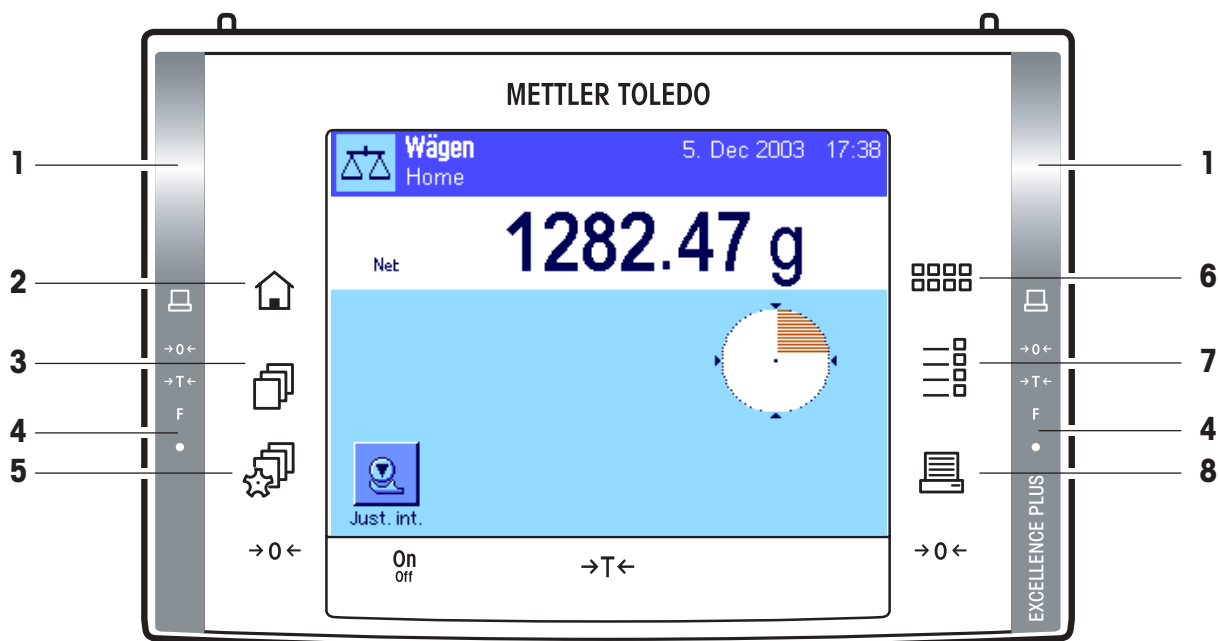 METTLER TOLEDO
Wägen
5. Dec 2003 17:38
Home
1282.47 g
Net
Just. int.
On
Off
→T←
→0←
→0←
1
2
3
4
5
→0←
→T←
F
1
6
7
4
8
→0←
→T←
F
EXCELLENCE PLUS